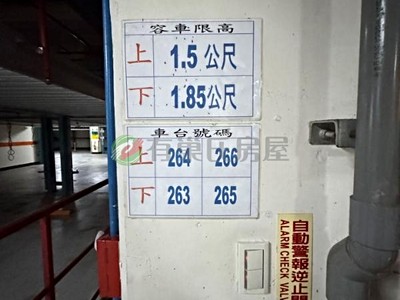 容車限高
上 1.5公尺
下 1.85公尺
車台號碼
上 264 266
下 263 265
有巢氏房屋
自動警報逆止閥
ALARM CHECK VAL